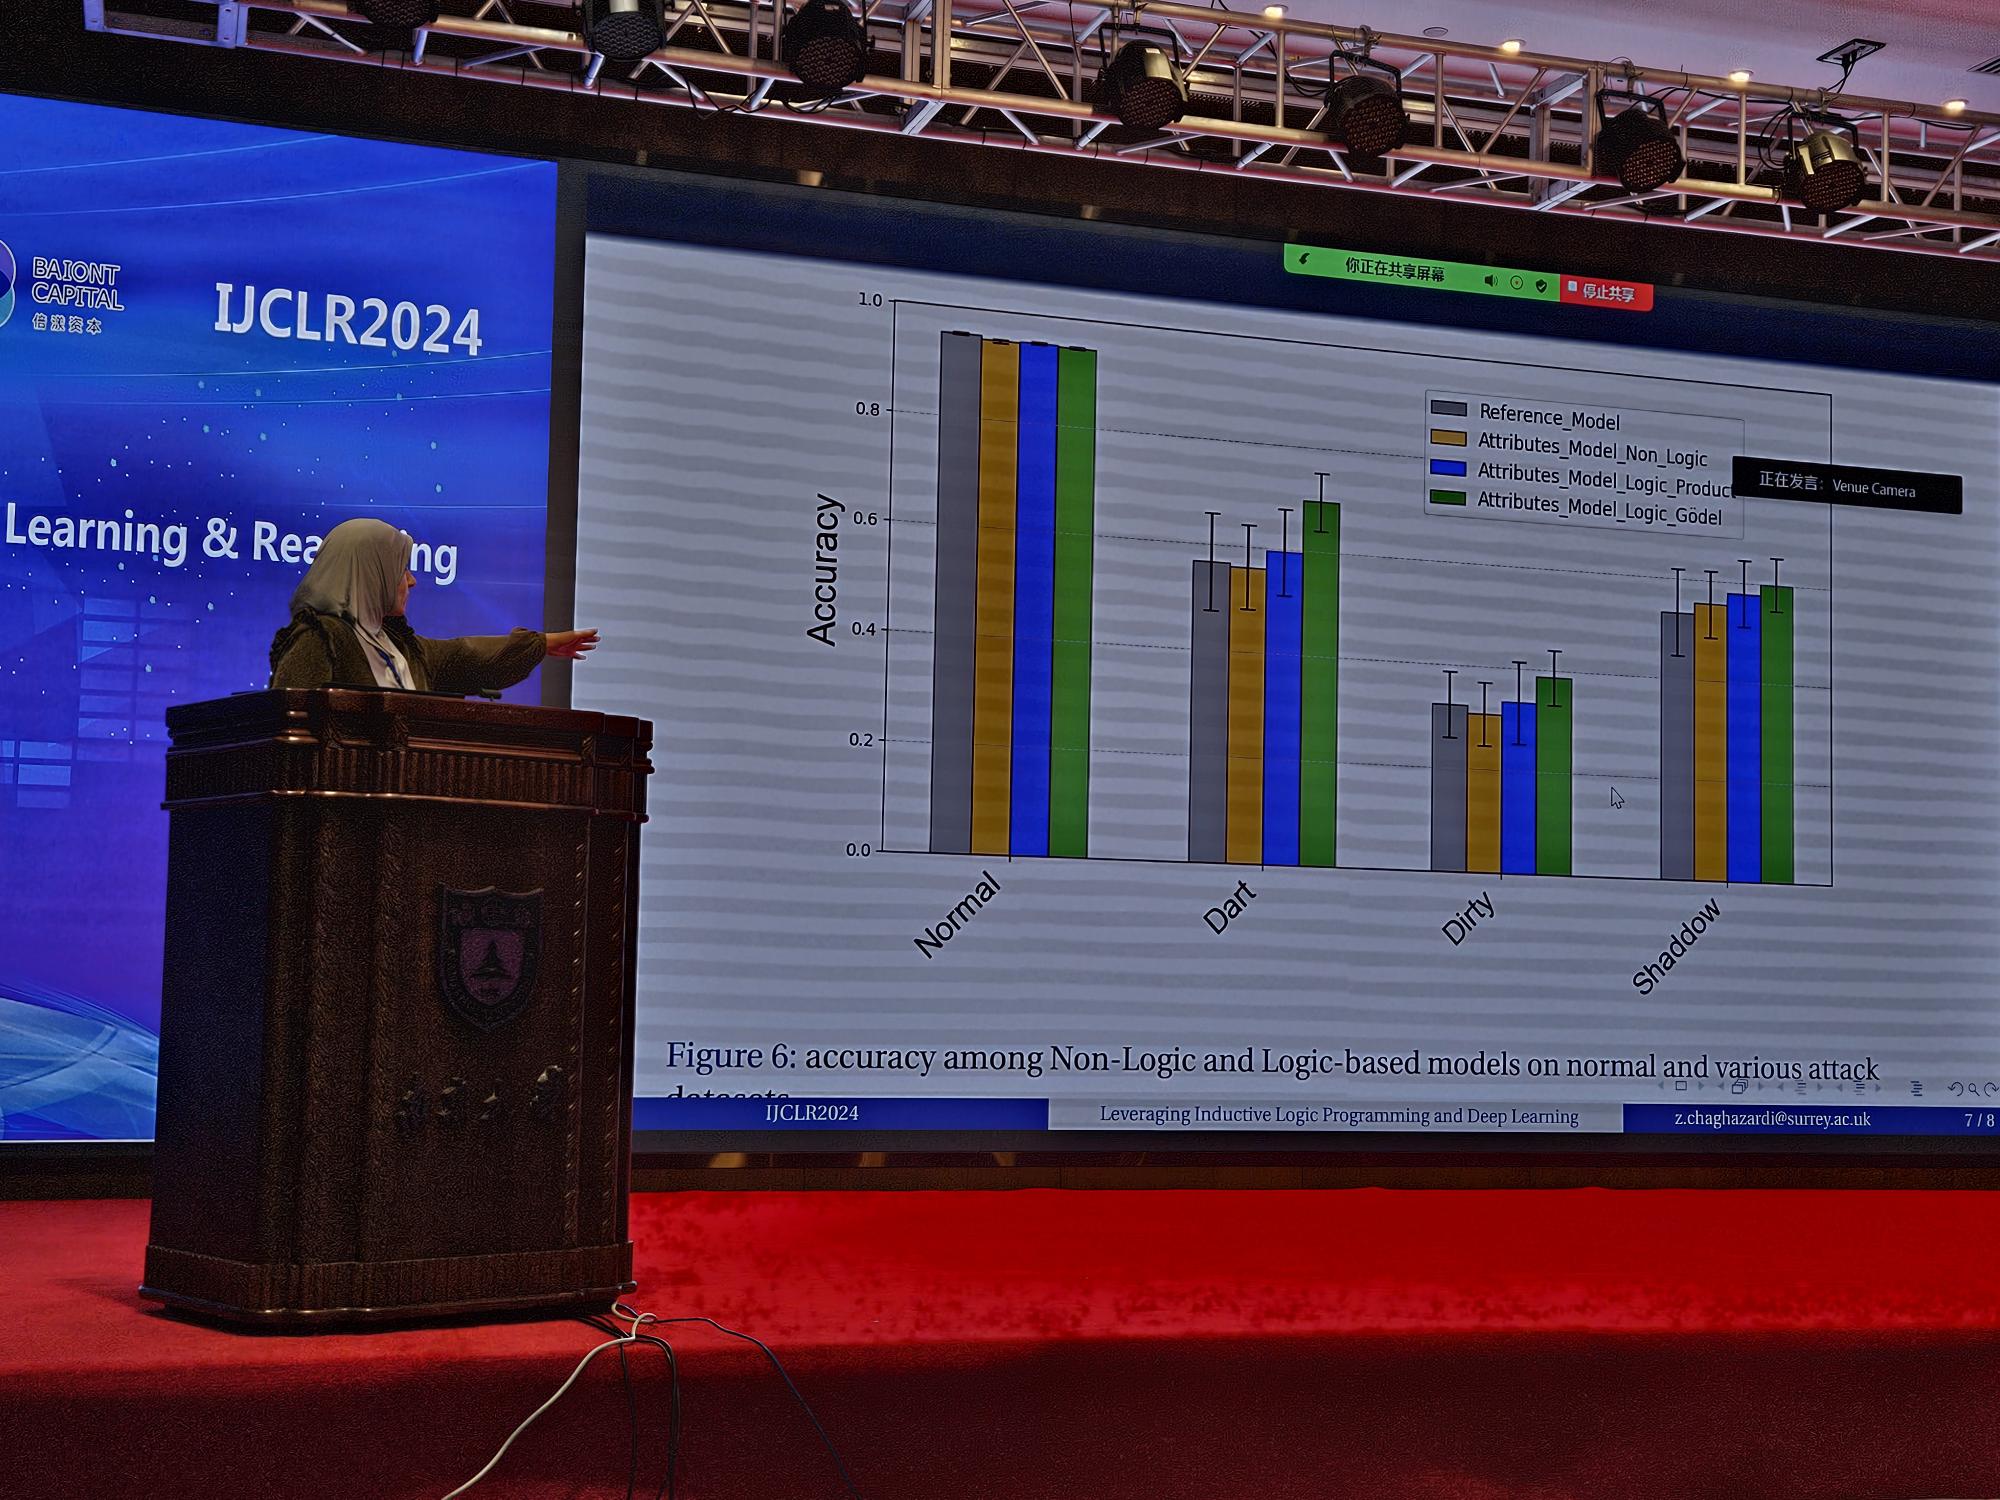 BAIONT
CAPITAL
倍漾资本
IJCLR2024
Learning & Rea ing
你正在共享屏幕
停止共享
1.0
0.8
0.6
0.4
0.2
0.0
Accuracy
Reference_Model
Attributes_Model_Non_Logic
Attributes_Model_Logic_Product
Attributes_Model_Logic_Gödel
正在发言: Venue Camera
Normal
Dart
Dirty
Shaddow
Figure 6: accuracy among Non-Logic and Logic-based models on normal and various attack
datasets
IJCLR2024
Leveraging Inductive Logic Programming and Deep Learning
z.chaghazardi@surrey.ac.uk
7 / 8